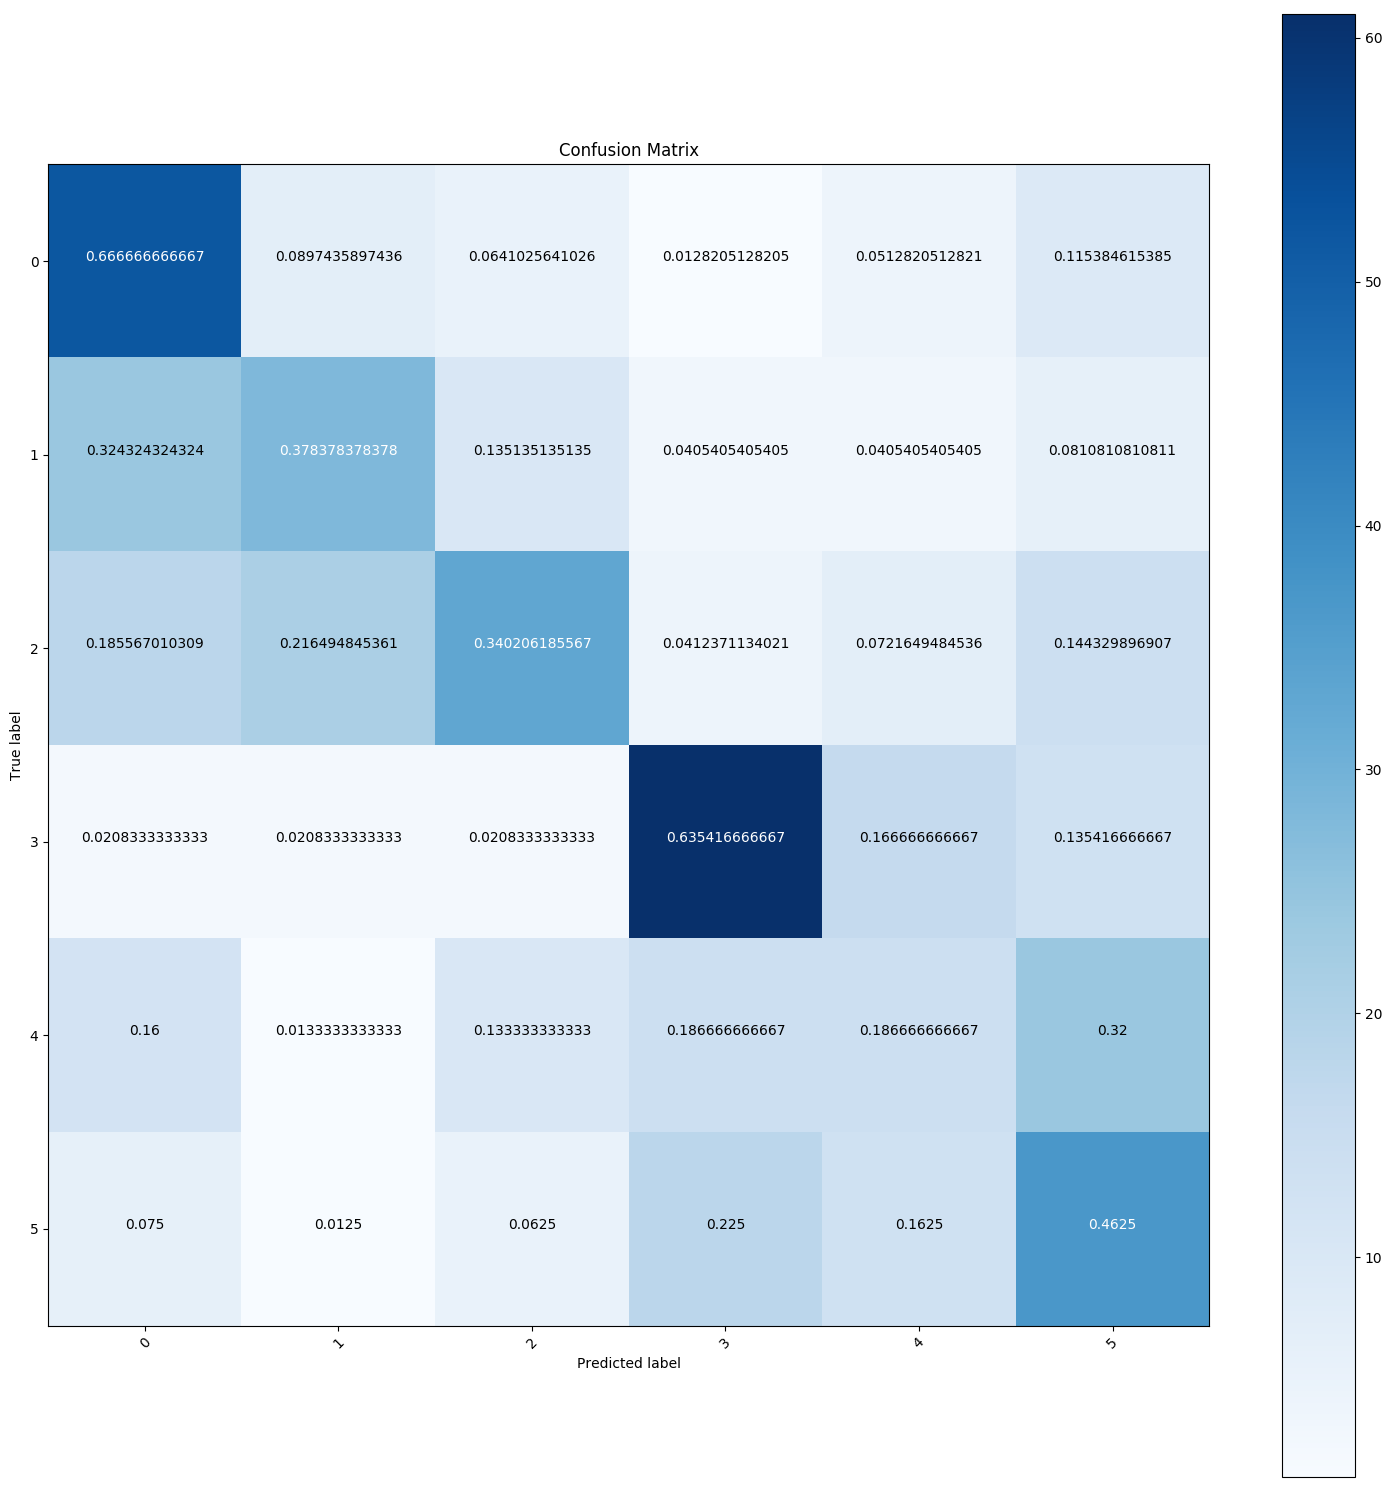 Confusion Matrix
0.666666666667 0.0897435897436 0.0641025641026 0.0128205128205 0.0512820512821 0.115384615385
0.324324324324 0.378378378378 0.135135135135 0.0405405405405 0.0405405405405 0.0810810810811
0.185567010309 0.216494845361 0.340206185567 0.0412371134021 0.0721649484536 0.144329896907
0.0208333333333 0.0208333333333 0.0208333333333 0.635416666667 0.166666666667 0.135416666667
0.16 0.0133333333333 0.133333333333 0.186666666667 0.186666666667 0.32
0.075 0.0125 0.0625 0.225 0.1625 0.4625
True label
0
1
2
3
4
5
0 1 2 3 4 5
Predicted label
60
50
40
30
20
10